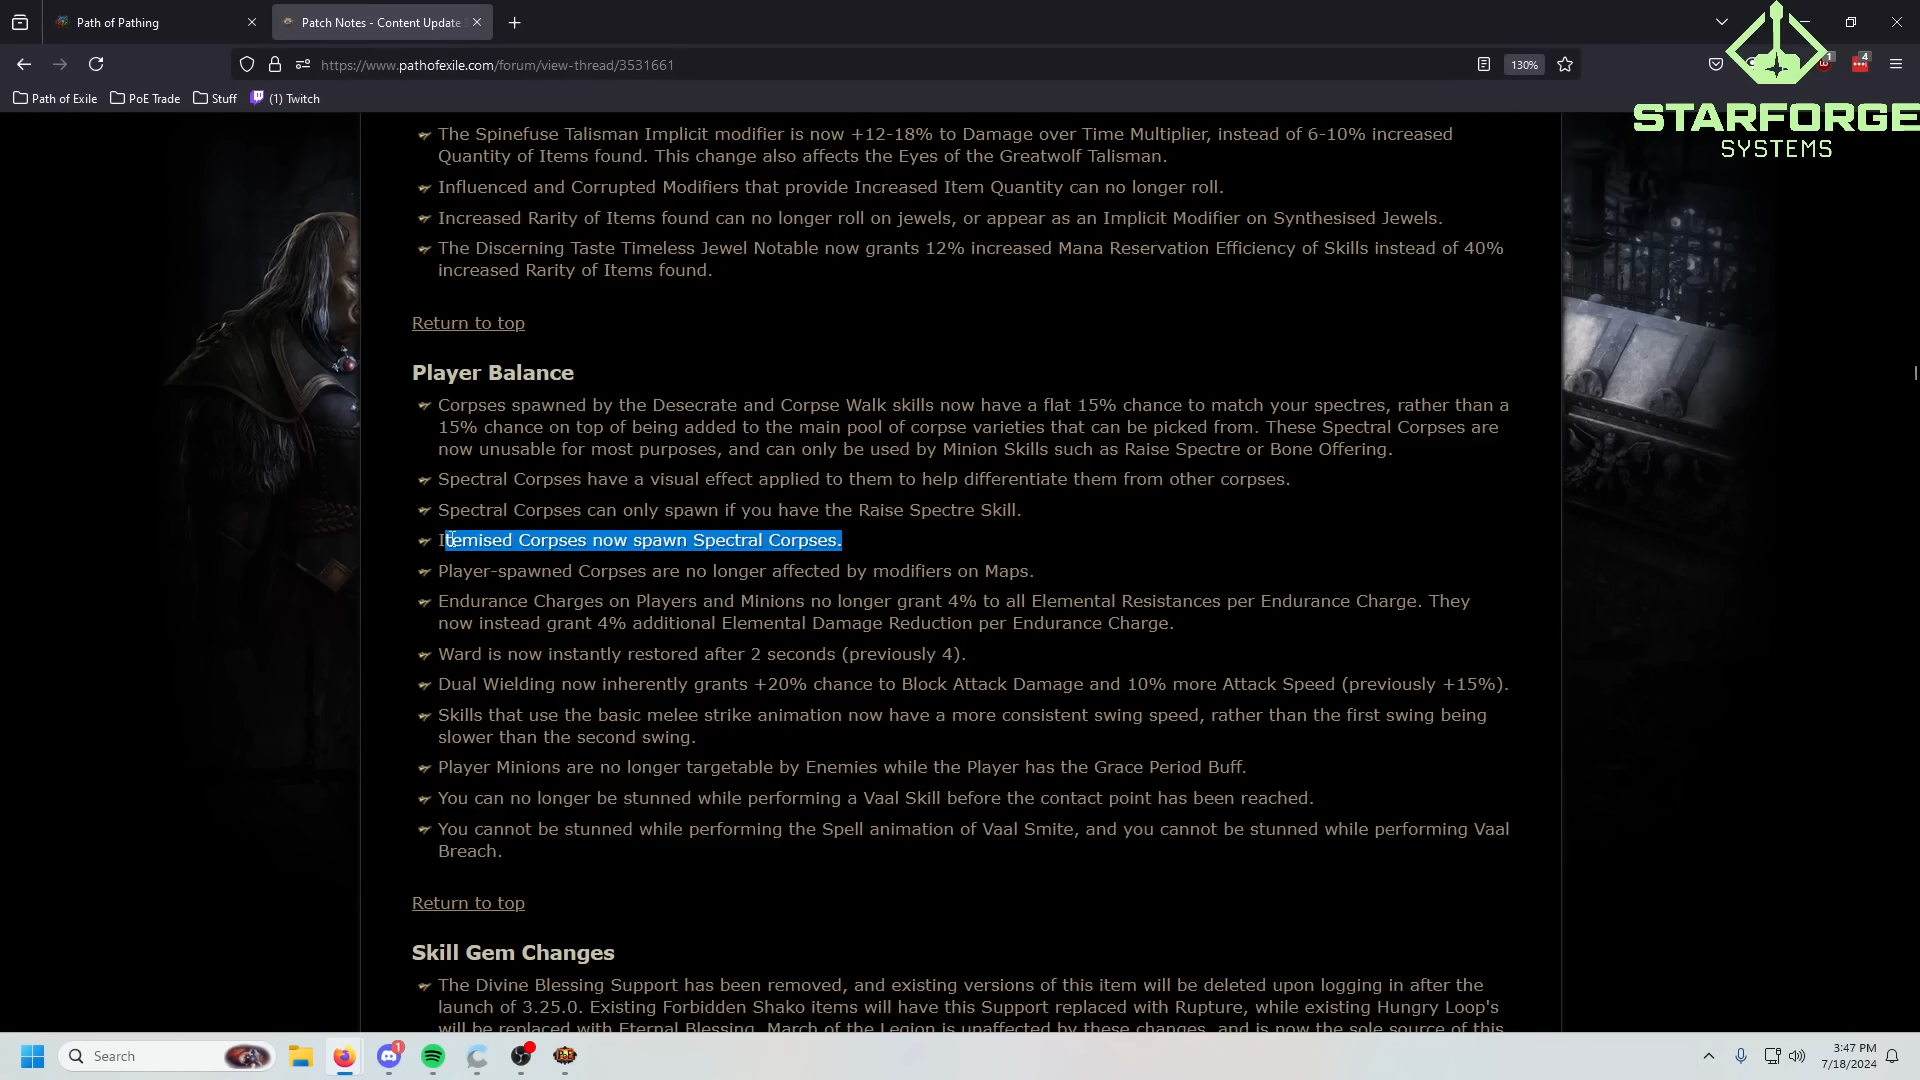 Path of Pathing
Patch Notes - Content Update
https://www.pathofexile.com/forum/view-thread/3531661
130%
1
4
Path of Exile
PoE Trade
Stuff
(1) Twitch
STARFORGE
SYSTEMS
The Spinefuse Talisman Implicit modifier is now +12-18% to Damage over Time Multiplier, instead of 6-10% increased
Quantity of Items found. This change also affects the Eyes of the Greatwolf Talisman.
Influenced and Corrupted Modifiers that provide Increased Item Quantity can no longer roll.
Increased Rarity of Items found can no longer roll on jewels, or appear as an Implicit Modifier on Synthesised Jewels.
The Discerning Taste Timeless Jewel Notable now grants 12% increased Mana Reservation Efficiency of Skills instead of 40%
increased Rarity of Items found.
Return to top
Player Balance
Corpses spawned by the Desecrate and Corpse Walk skills now have a flat 15% chance to match your spectres, rather than a
15% chance on top of being added to the main pool of corpse varieties that can be picked from. These Spectral Corpses are
now unusable for most purposes, and can only be used by Minion Skills such as Raise Spectre or Bone Offering.
Spectral Corpses have a visual effect applied to them to help differentiate them from other corpses.
Spectral Corpses can only spawn if you have the Raise Spectre Skill.
Itemised Corpses now spawn Spectral Corpses.
Player-spawned Corpses are no longer affected by modifiers on Maps.
Endurance Charges on Players and Minions no longer grant 4% to all Elemental Resistances per Endurance Charge. They
now instead grant 4% additional Elemental Damage Reduction per Endurance Charge.
Ward is now instantly restored after 2 seconds (previously 4).
Dual Wielding now inherently grants +20% chance to Block Attack Damage and 10% more Attack Speed (previously +15%).
Skills that use the basic melee strike animation now have a more consistent swing speed, rather than the first swing being
slower than the second swing.
Player Minions are no longer targetable by Enemies while the Player has the Grace Period Buff.
You can no longer be stunned while performing a Vaal Skill before the contact point has been reached.
You cannot be stunned while performing the Spell animation of Vaal Smite, and you cannot be stunned while performing Vaal
Breach.
Return to top
Skill Gem Changes
The Divine Blessing Support has been removed, and existing versions of this item will be deleted upon logging in after the
launch of 3.25.0. Existing Forbidden Shako items will have this Support replaced with Rupture, while existing Hungry Loop's
will be replaced with Eternal Blessing. March of the Legion is unaffected by these changes, and is now the sole source of this
Search
1
3:47 PM
7/18/2024